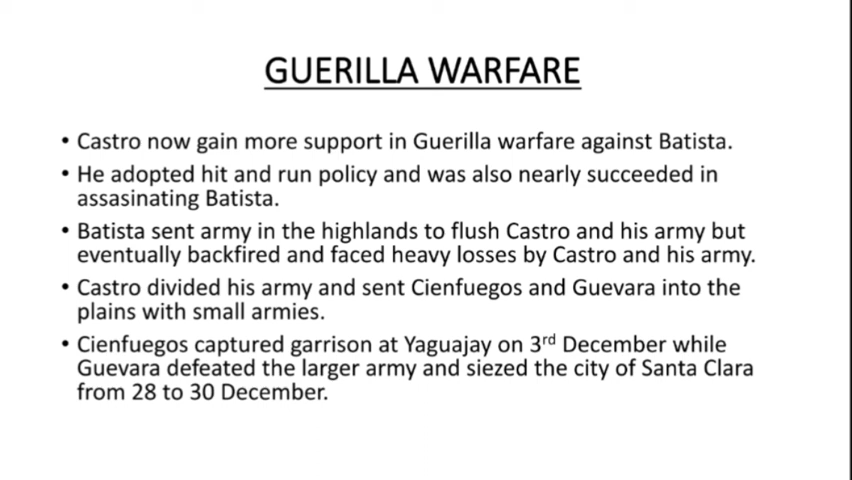 GUERILLA WARFARE
• Castro now gain more support in Guerilla warfare against Batista.
• He adopted hit and run policy and was also nearly succeeded in
assasinating Batista.
• Batista sent army in the highlands to flush Castro and his army but
eventually backfired and faced heavy losses by Castro and his army.
• Castro divided his army and sent Cienfuegos and Guevara into the
plains with small armies.
• Cienfuegos captured garrison at Yaguajay on 3rd December while
Guevara defeated the larger army and siezed the city of Santa Clara
from 28 to 30 December.